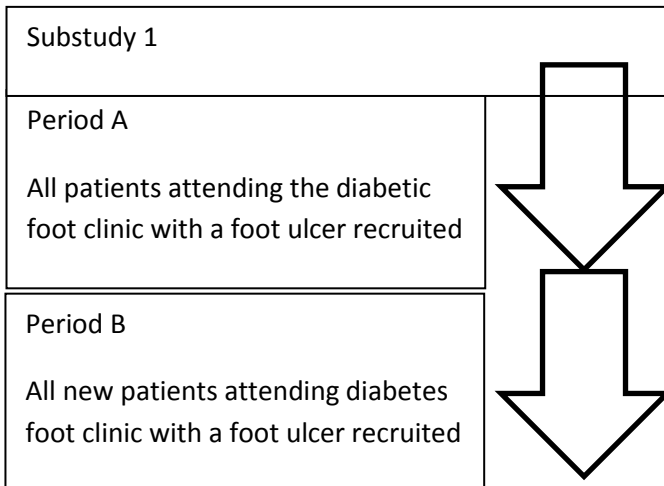 Substudy 1
Period A
All patients attending the diabetic
foot clinic with a foot ulcer recruited
Period B
All new patients attending diabetes
foot clinic with a foot ulcer recruited